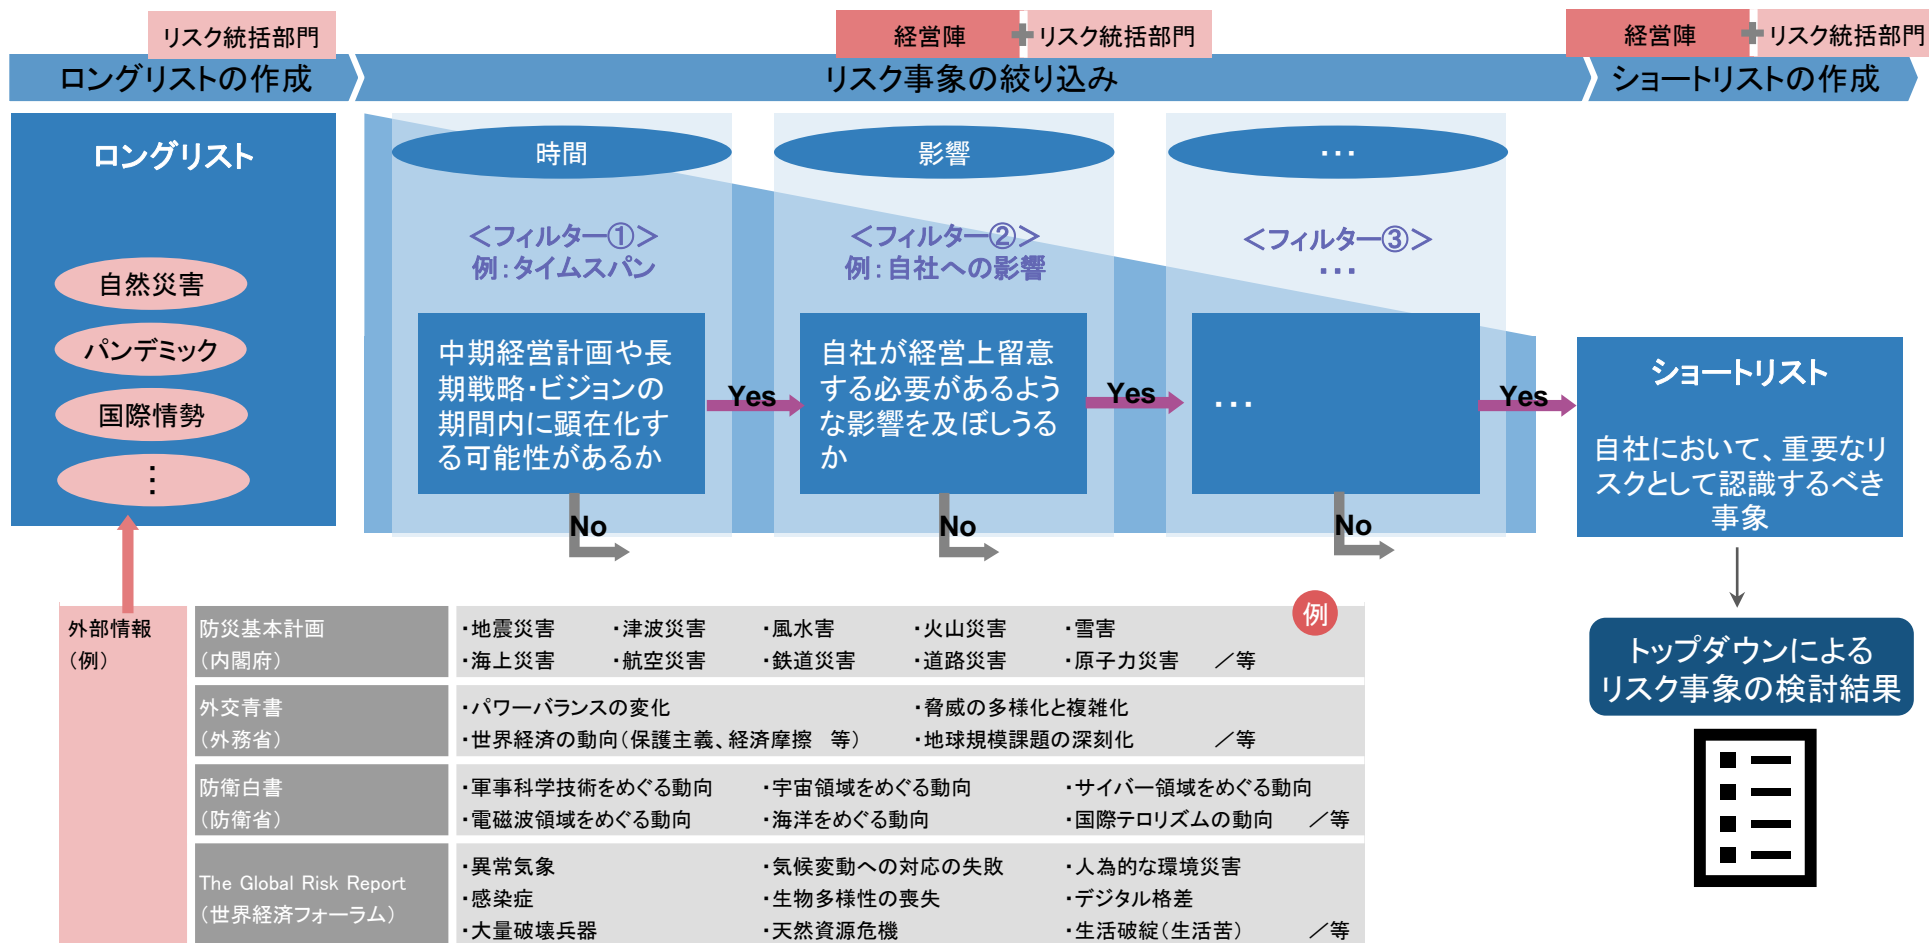 リスク統括部門
経営陣 + リスク統括部門
経営陣 + リスク統括部門
ロングリストの作成
リスク事象の絞り込み
ショートリストの作成
ロングリスト
自然災害
パンデミック
国際情勢
⋮
時間
<フィルター①>
例:タイムスパン
中期経営計画や長
期戦略・ビジョンの
期間内に顕在化す
る可能性があるか
Yes
No
影響
<フィルター②>
例:自社への影響
自社が経営上留意
する必要があるよう
な影響を及ぼしうる
か
Yes
No
・・・
<フィルター③>
・・・
・・・
Yes
No
ショートリスト
自社において、重要なリ
スクとして認識するべき
事象
トップダウンによる
リスク事象の検討結果
外部情報
(例)
例
防災基本計画
(内閣府)
・地震災害 ・津波災害 ・風水害 ・火山災害 ・雪害
・海上災害 ・航空災害 ・鉄道災害 ・道路災害 ・原子力災害 /等
外交青書
(外務省)
・パワーバランスの変化 ・脅威の多様化と複雑化
・世界経済の動向(保護主義、経済摩擦 等) ・地球規模課題の深刻化 /等
防衛白書
(防衛省)
・軍事科学技術をめぐる動向 ・宇宙領域をめぐる動向 ・サイバー領域をめぐる動向
・電磁波領域をめぐる動向 ・海洋をめぐる動向 ・国際テロリズムの動向 /等
The Global Risk Report
(世界経済フォーラム)
・異常気象 ・気候変動への対応の失敗 ・人為的な環境災害
・感染症 ・生物多様性の喪失 ・デジタル格差
・大量破壊兵器 ・天然資源危機 ・生活破綻(生活苦) /等